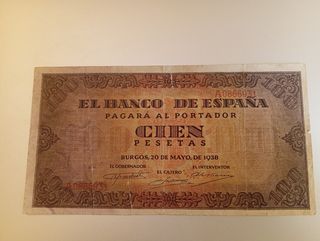 100
EL BANCO DE ESPAÑA
PAGARÁ AL PORTADOR
CIEN
PESETAS
BURGOS, 20 DE MAYO, DE 1938
EL GOBERNADOR EL CAJERO EL INTERVENTOR